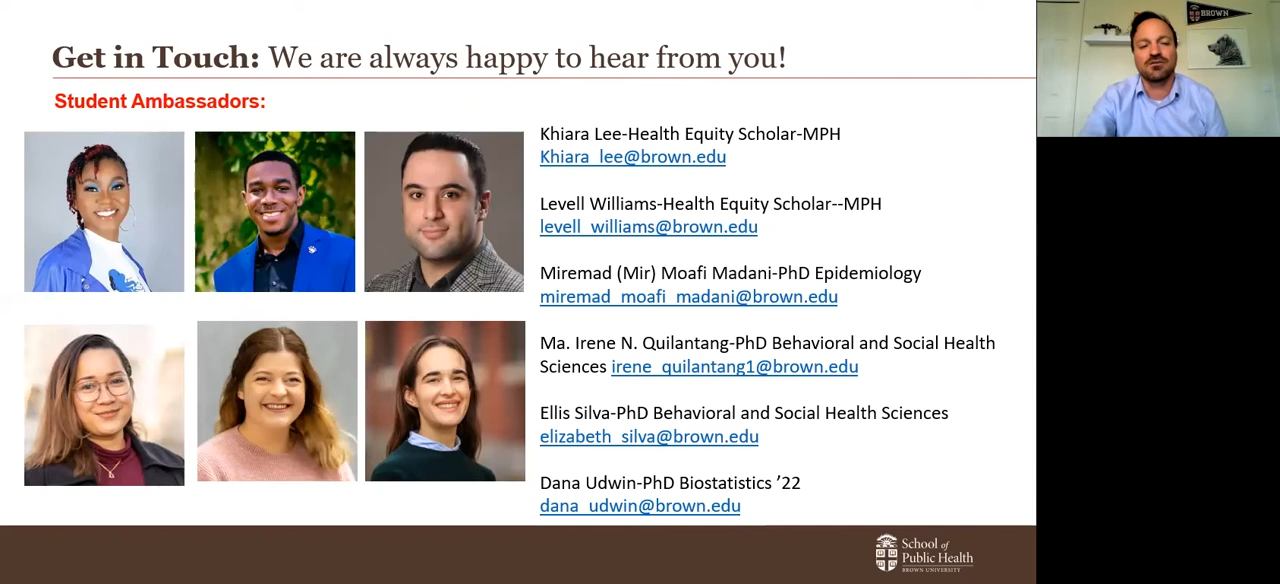 Get in Touch: We are always happy to hear from you!
Student Ambassadors:
Khiara Lee-Health Equity Scholar-MPH
Khiara_lee@brown.edu
Levell Williams-Health Equity Scholar--MPH
levell_williams@brown.edu
Miremad (Mir) Moafi Madani-PhD Epidemiology
miremad_moafi_madani@brown.edu
Ma. Irene N. Quilantang-PhD Behavioral and Social Health
Sciences irene_quilantang1@brown.edu
Ellis Silva-PhD Behavioral and Social Health Sciences
elizabeth_silva@brown.edu
Dana Udwin-PhD Biostatistics ’22
dana_udwin@brown.edu
School of
Public Health
BROWN UNIVERSITY
BROWN